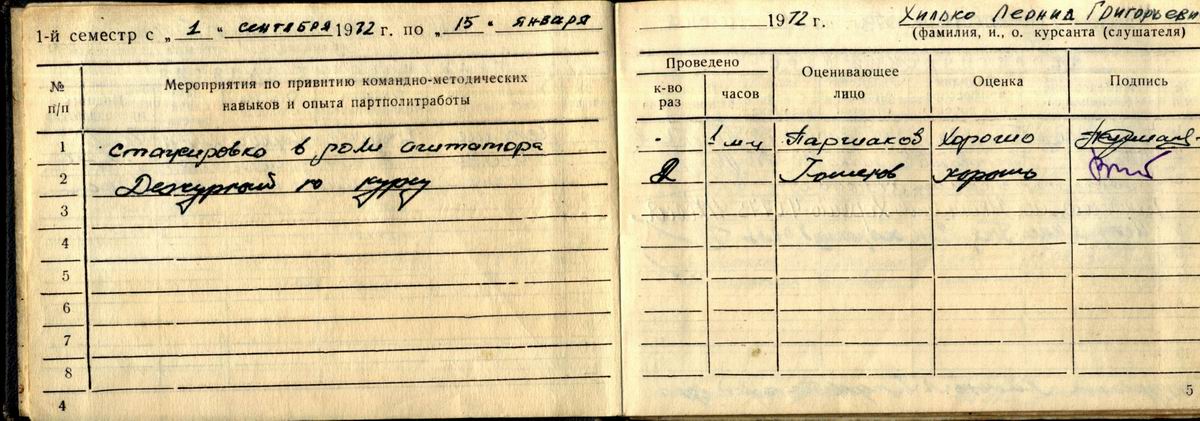 1-й семестр с „ 1 " сентября 1972 г. по „ 15 " января 1972 г.
Хилько Леонид Григорьеви
(фамилия, и., о. курсанта (слушателя)
№ п/п
Мероприятия по привитию командно-методических
навыков и опыта партполитработы
Проведено
к-во раз
часов
Оценивающее лицо
Оценка
Подпись
1 стажировка в роли агитатора - 1 м-ц Паршаков хорошо
2 Дежурный по курсу 2 хорошо
3
4
5
6
7
8
4
5